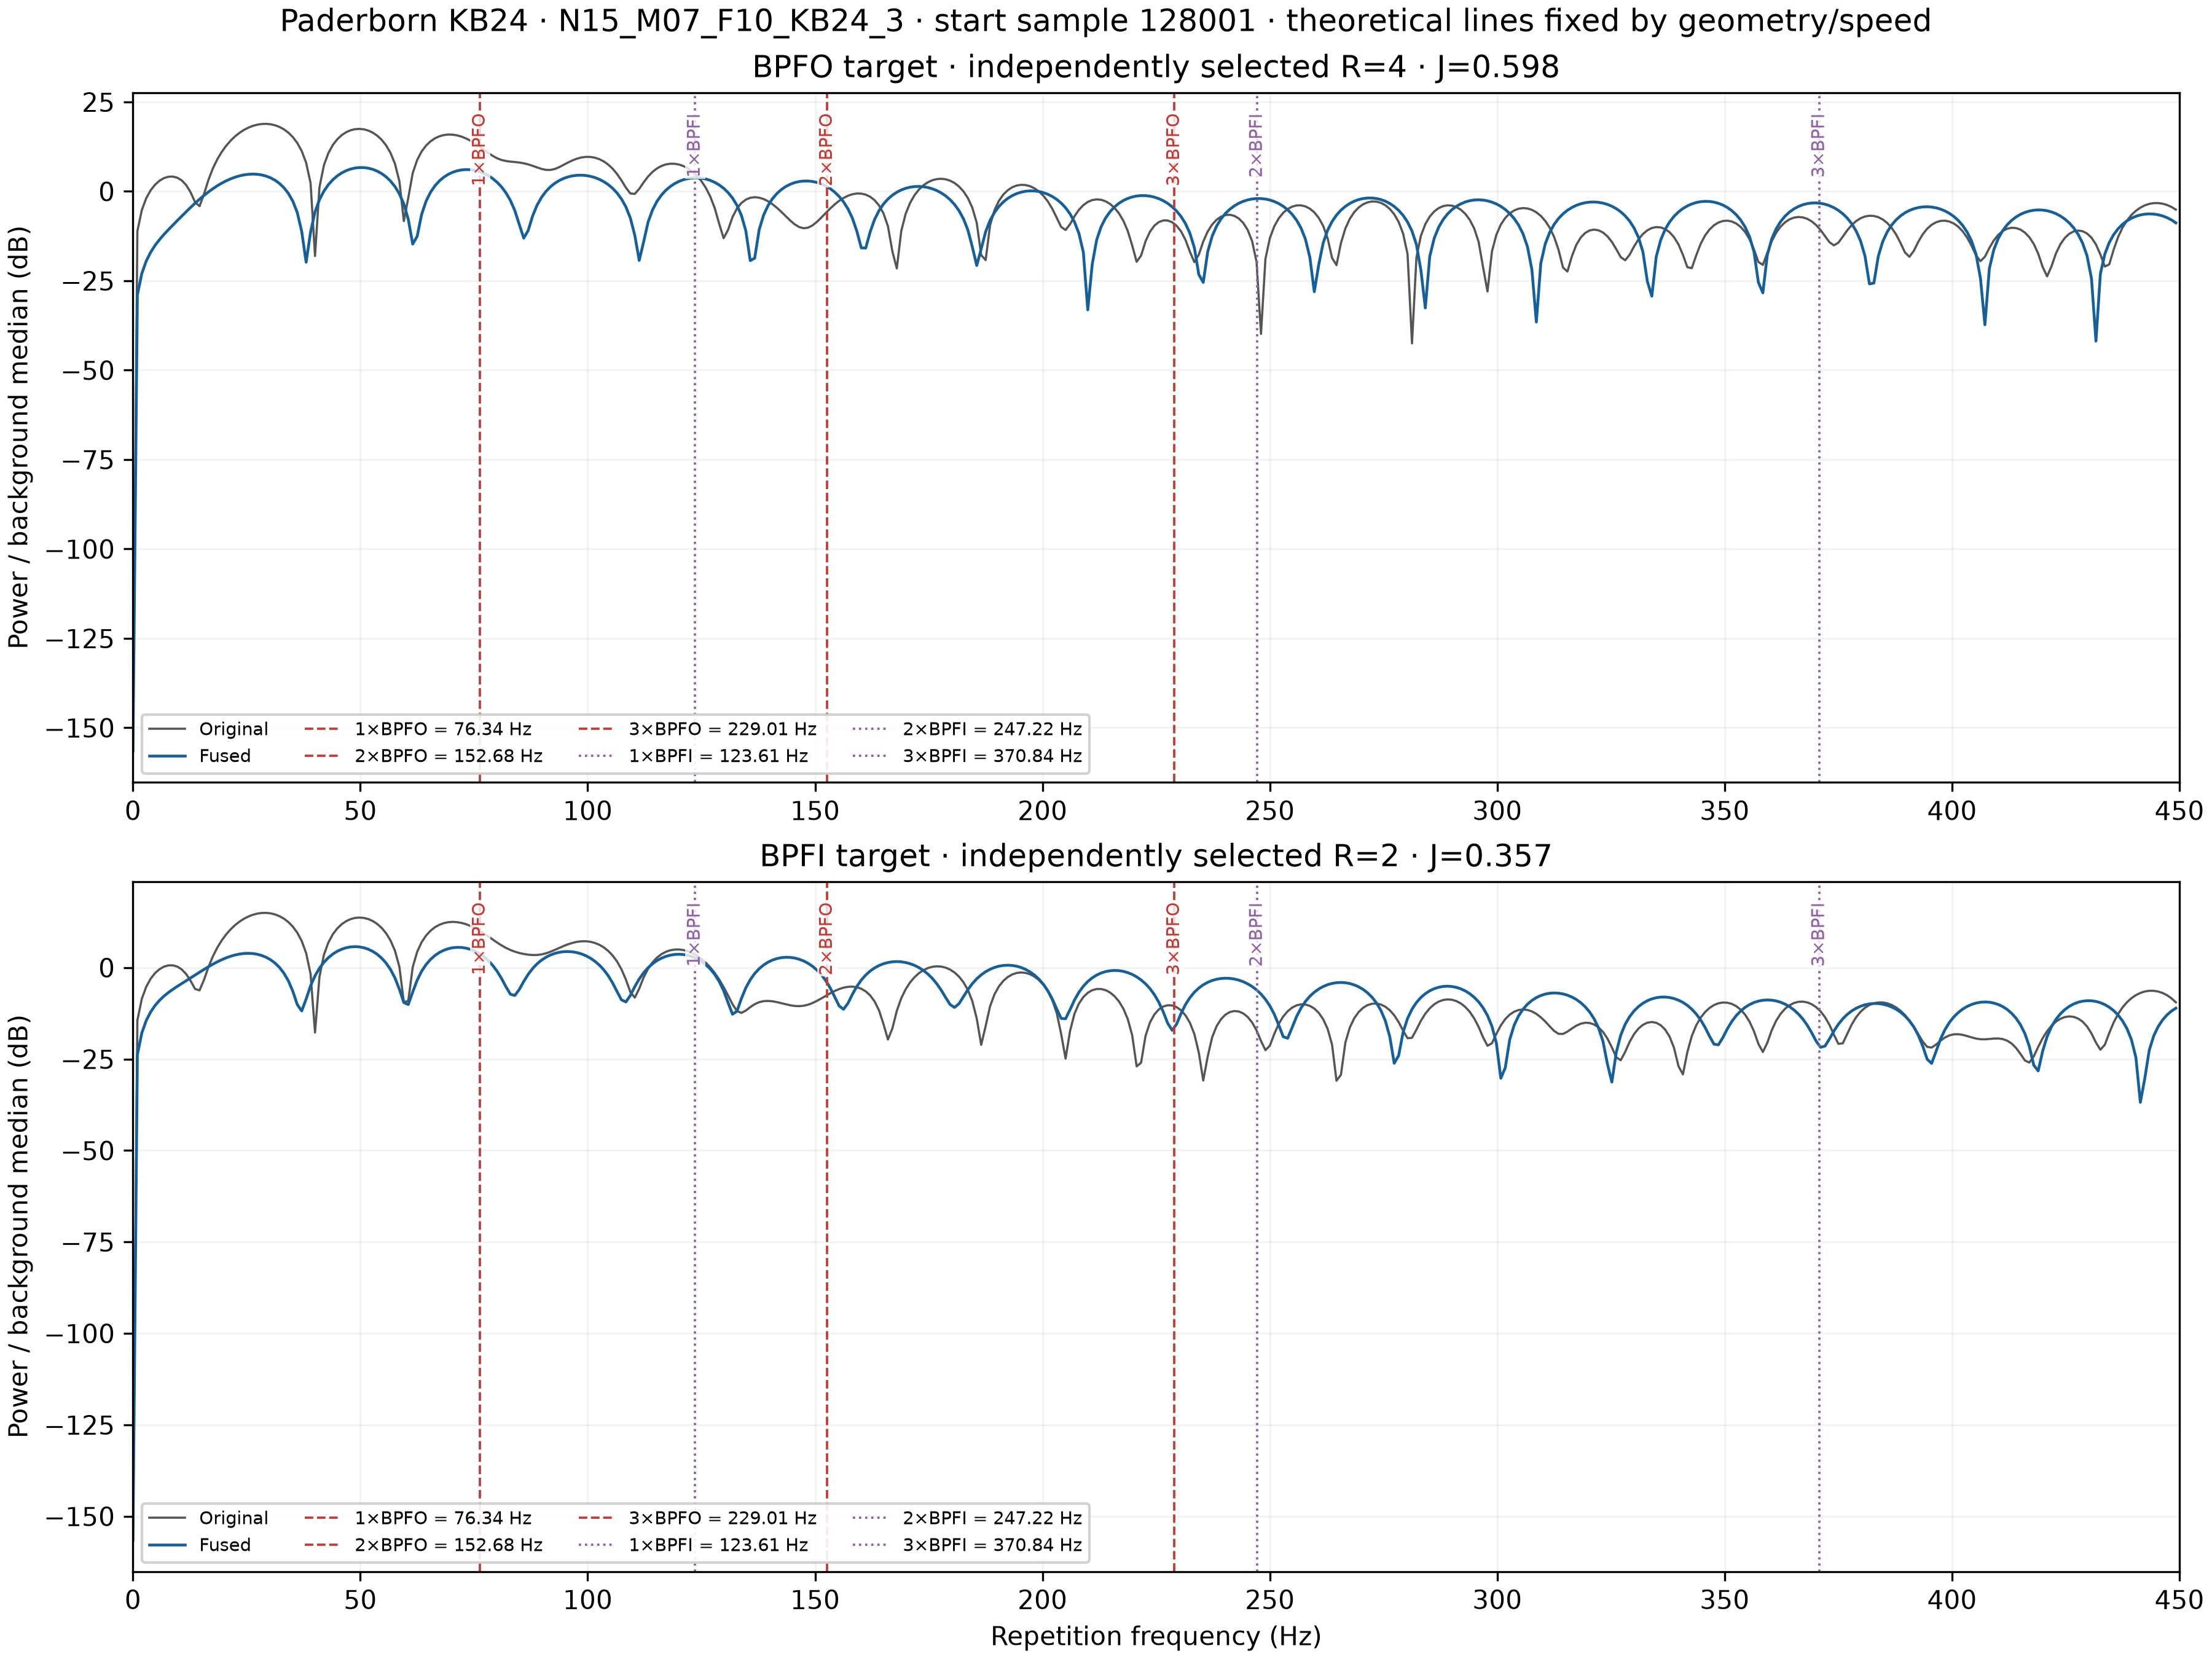 Paderborn KB24 · N15_M07_F10_KB24_3 · start sample 128001 · theoretical lines fixed by geometry/speed
BPFO target · independently selected R=4 · J=0.598
Power / background median (dB)
25
0
−25
−50
−75
−100
−125
−150
1×BPFO
1×BPFI
2×BPFO
3×BPFO
2×BPFI
3×BPFI
Original
Fused
1×BPFO = 76.34 Hz
2×BPFO = 152.68 Hz
3×BPFO = 229.01 Hz
1×BPFI = 123.61 Hz
2×BPFI = 247.22 Hz
3×BPFI = 370.84 Hz
0 50 100 150 200 250 300 350 400 450
BPFI target · independently selected R=2 · J=0.357
Power / background median (dB)
0
−25
−50
−75
−100
−125
−150
1×BPFO
1×BPFI
2×BPFO
3×BPFO
2×BPFI
3×BPFI
Original
Fused
1×BPFO = 76.34 Hz
2×BPFO = 152.68 Hz
3×BPFO = 229.01 Hz
1×BPFI = 123.61 Hz
2×BPFI = 247.22 Hz
3×BPFI = 370.84 Hz
0 50 100 150 200 250 300 350 400 450
Repetition frequency (Hz)